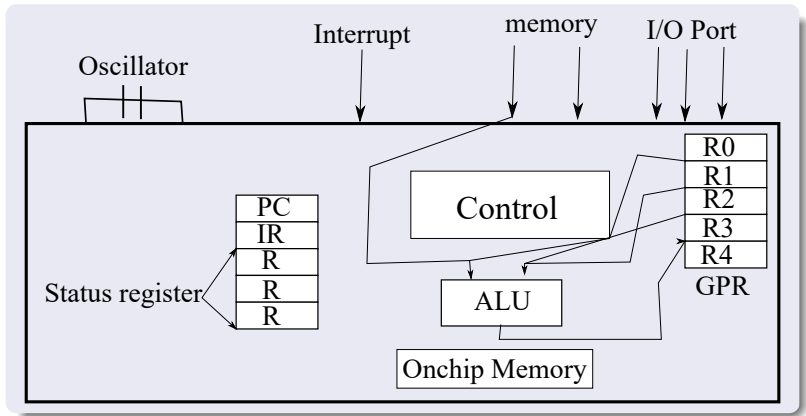 Interrupt
memory
I/O Port
Oscillator
R0
R1
R2
R3
R4
GPR
Control
PC
IR
R
R
R
Status register
ALU
Onchip Memory